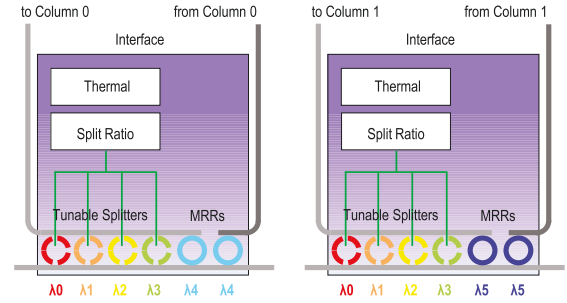 to Column 0
from Column 0
Interface
Thermal
Split Ratio
Tunable Splitters
MRRs
λ0 λ1 λ2 λ3 λ4 λ4
to Column 1
from Column 1
Interface
Thermal
Split Ratio
Tunable Splitters
MRRs
λ0 λ1 λ2 λ3 λ5 λ5